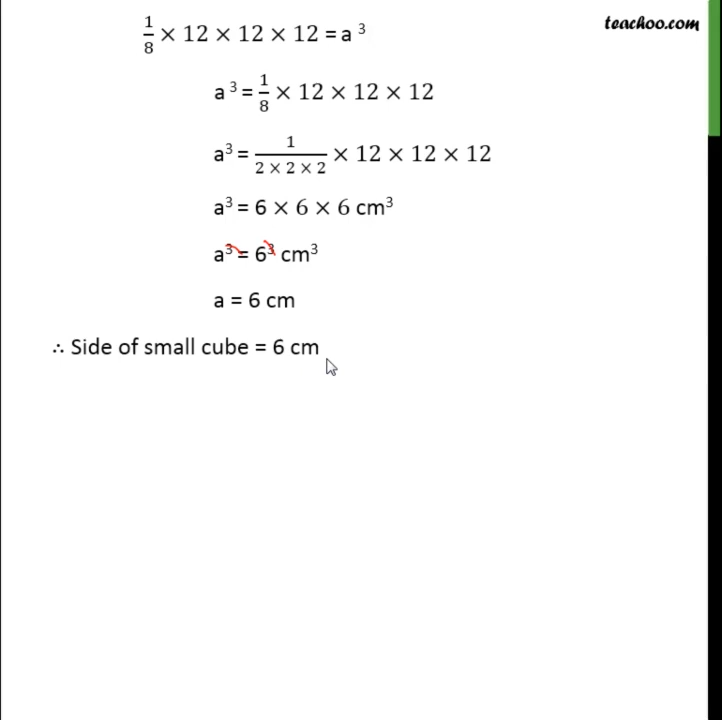 teachoo.com
1/8 × 12 × 12 × 12 = a ³
a ³ = 1/8 × 12 × 12 × 12
a³ = 1/(2 × 2 × 2) × 12 × 12 × 12
a³ = 6 × 6 × 6 cm³
a³ = 6³ cm³
a = 6 cm
∴ Side of small cube = 6 cm